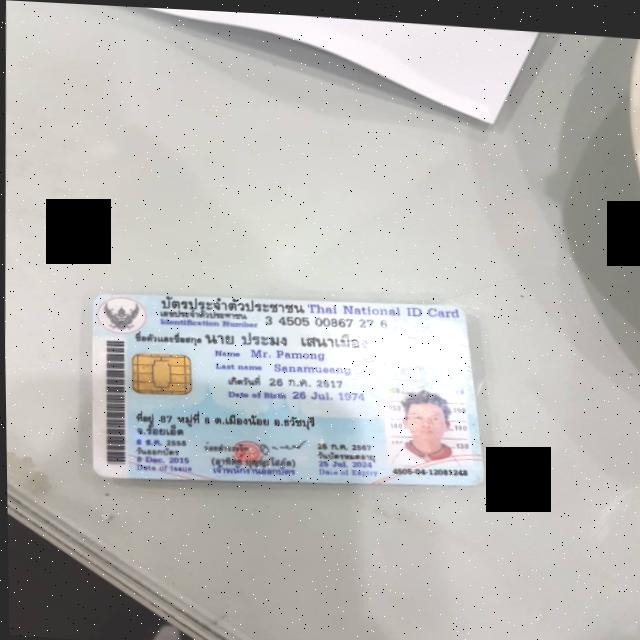 บัตรประจำตัวประชาชน Thai National ID Card
เลขประจำตัวประชาชน
Identification Number 3 4505 00867 27 6
ชื่อตัวและชื่อสกุล นาย ประมง เสนาเมือง
Name Mr. Pamong
Last name Sanamueang
เกิดวันที่ 26 ก.ค. 2517
Date of Birth 26 Jul. 1974
ที่อยู่ 87 หมู่ที่ 8 ต.เมืองน้อย อ.ธวัชบุรี
จ.ร้อยเอ็ด
8 ธ.ค. 2558
วันออกบัตร
8 Dec. 2015
Date of Issue
เจ้าพนักงานออกบัตร
25 ก.ค. 2567
วันบัตรหมดอายุ
25 Jul. 2024
Date of Expiry
4505-04-12081248